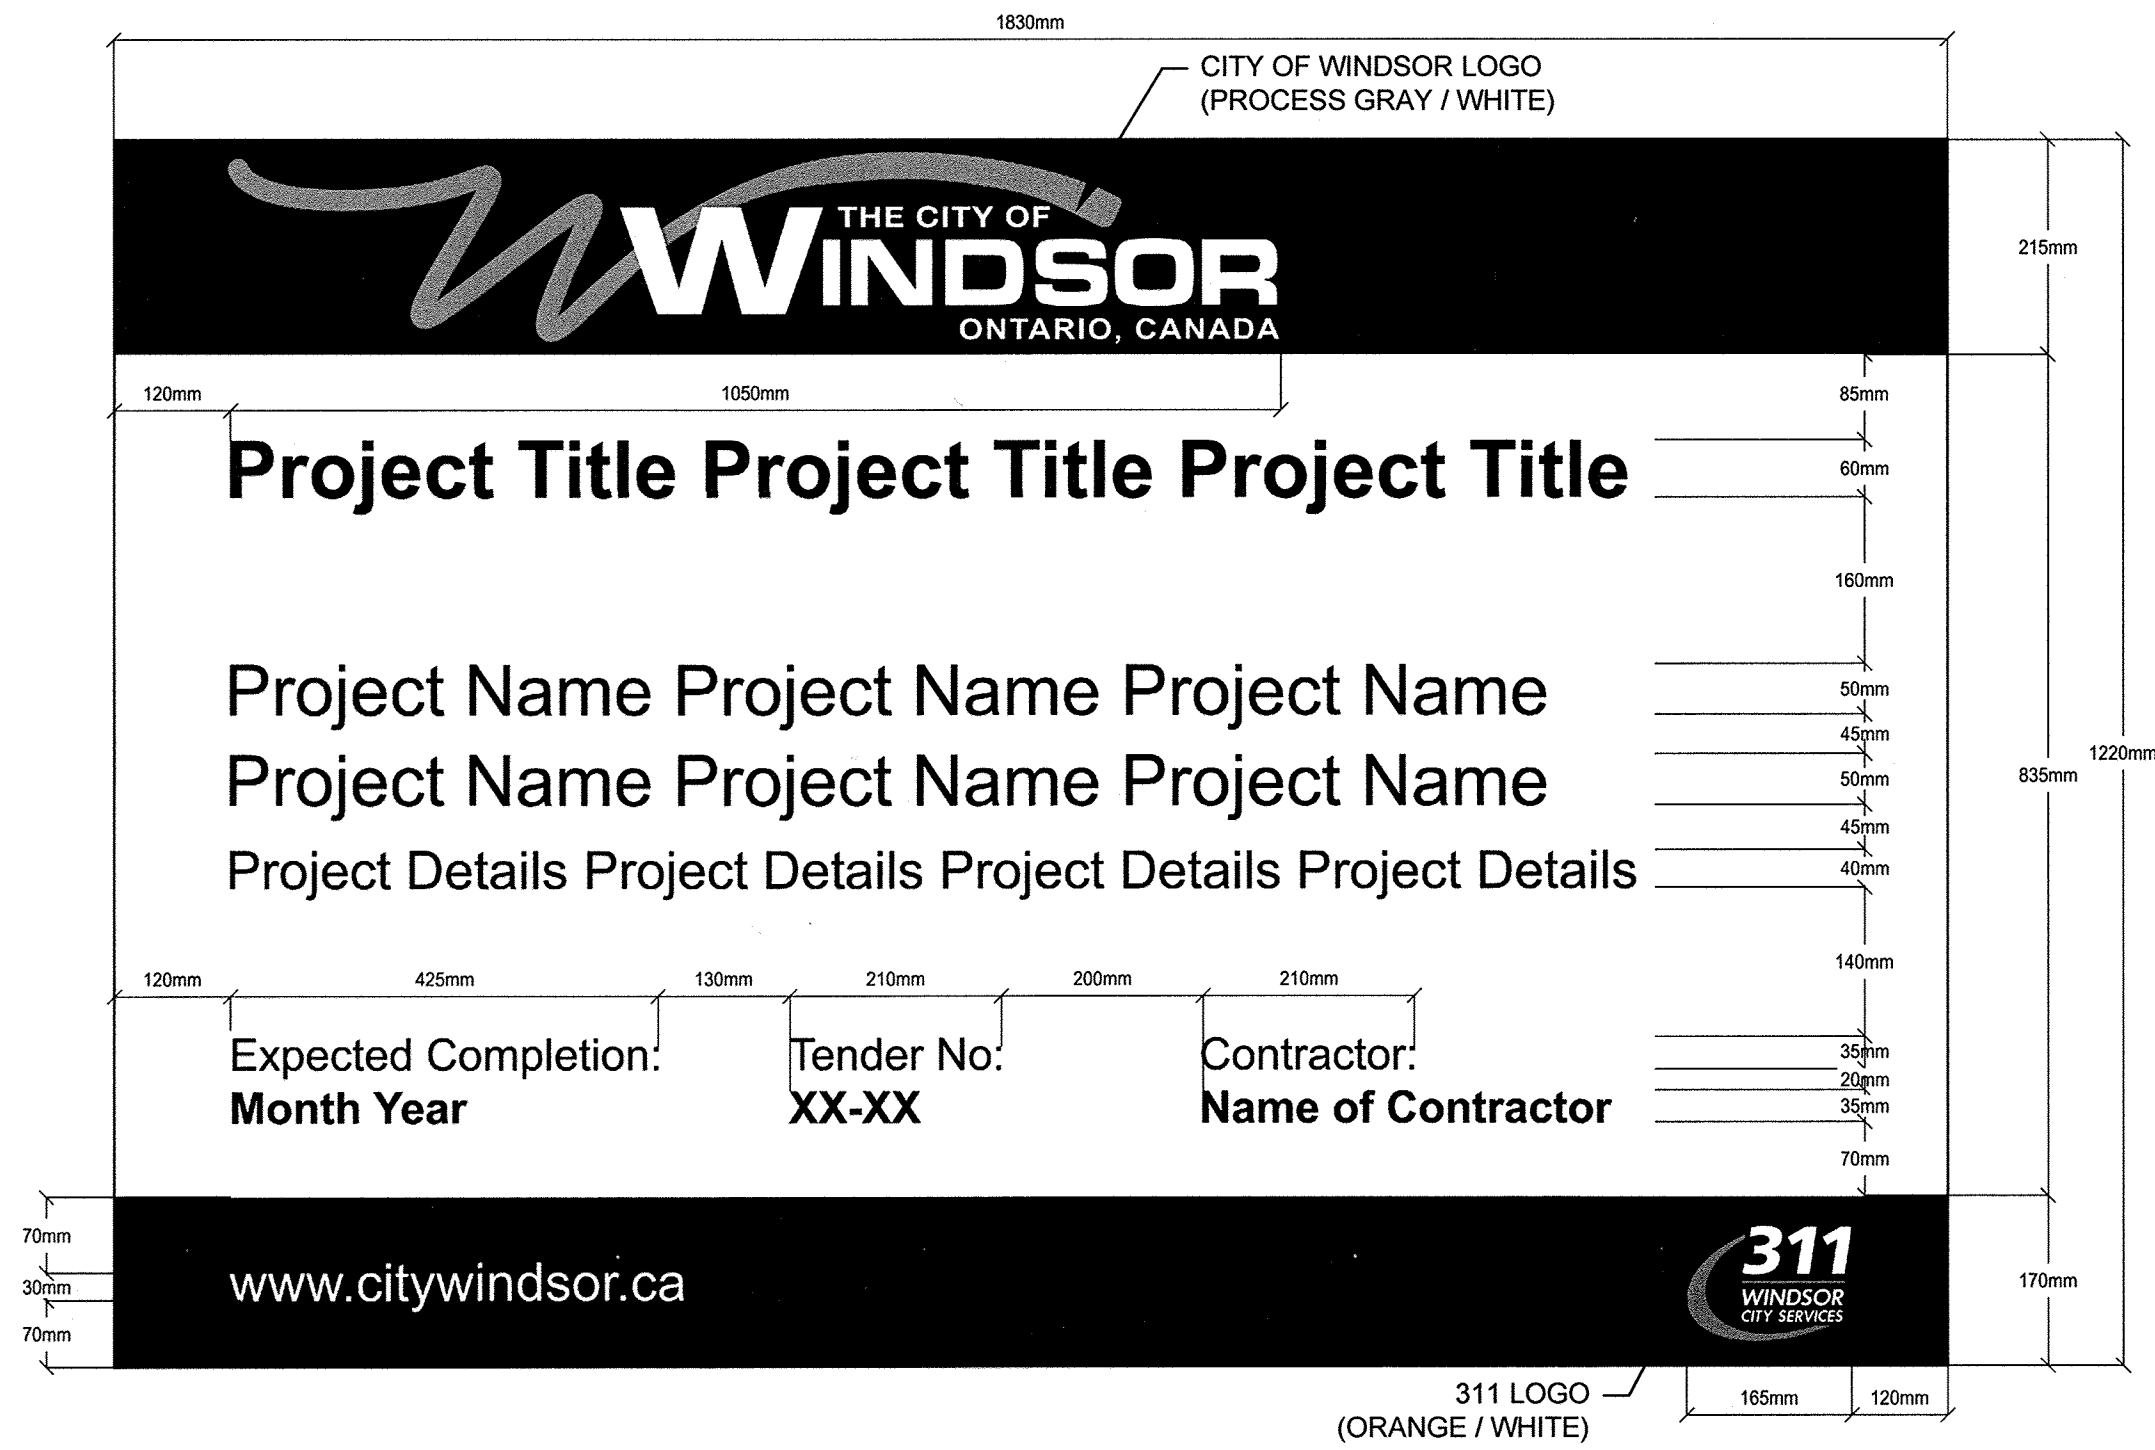 1830mm
CITY OF WINDSOR LOGO
(PROCESS GRAY / WHITE)
THE CITY OF
WINDSOR
ONTARIO, CANADA
215mm
120mm
1050mm
85mm
Project Title Project Title Project Title
60mm
160mm
Project Name Project Name Project Name
50mm
45mm
1220mm
Project Name Project Name Project Name
50mm
835mm
45mm
Project Details Project Details Project Details Project Details
40mm
140mm
120mm
425mm
130mm
210mm
200mm
210mm
Expected Completion:
Tender No:
Contractor:
35mm
20mm
Month Year
XX-XX
Name of Contractor
35mm
70mm
70mm
30mm
70mm
www.citywindsor.ca
311
WINDSOR
CITY SERVICES
170mm
311 LOGO
(ORANGE / WHITE)
165mm
120mm